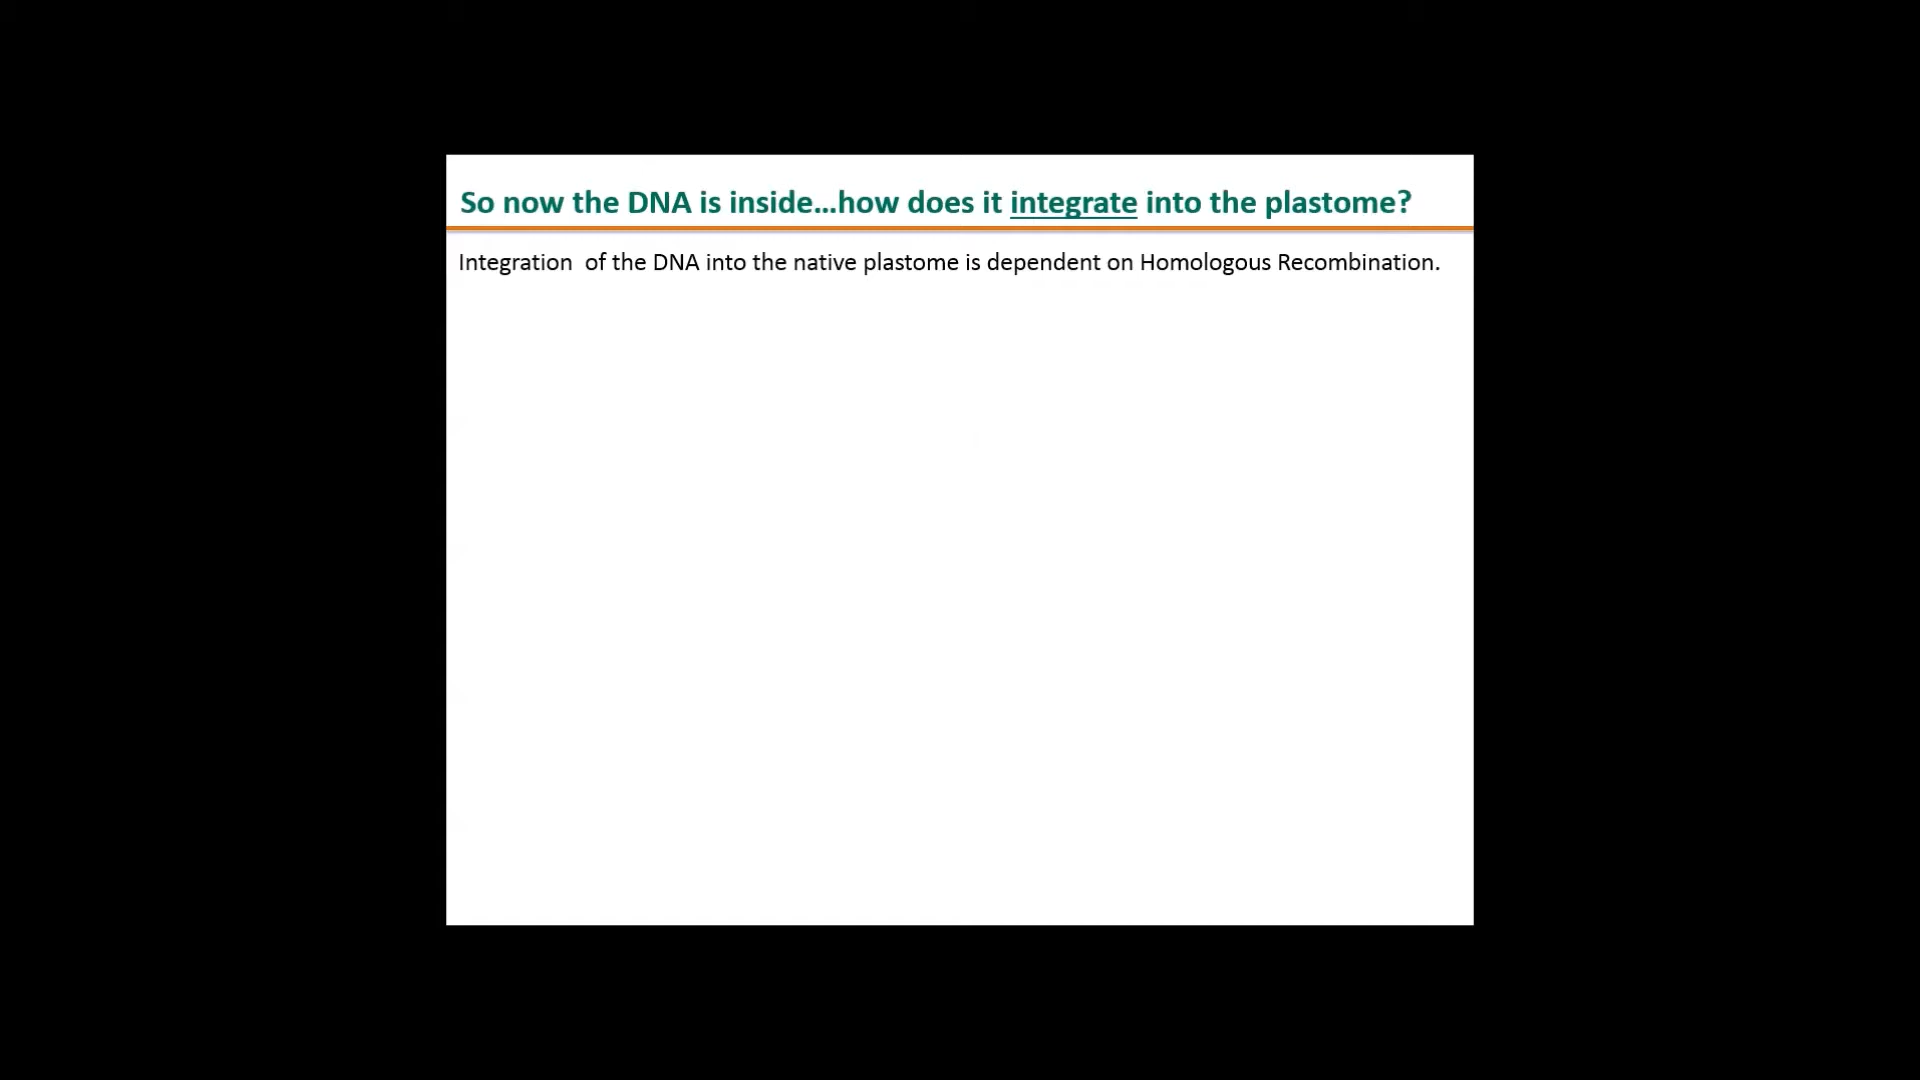 So now the DNA is inside...how does it integrate into the plastome?
Integration  of the DNA into the native plastome is dependent on Homologous Recombination.